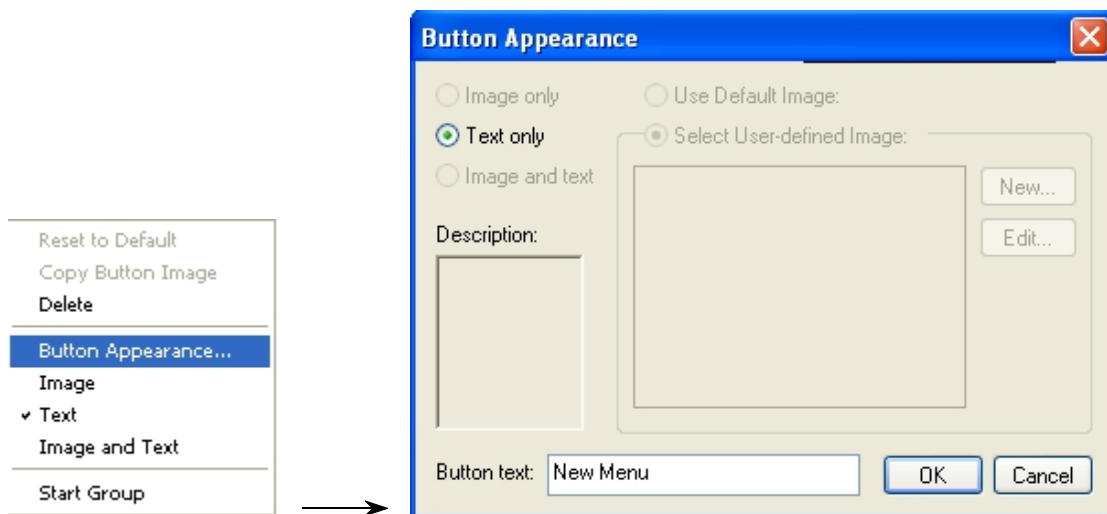 Reset to Default
Copy Button Image
Delete
Button Appearance...
Image
Text
Image and Text
Start Group
Button Appearance
Image only
Use Default Image:
Text only
Select User-defined Image:
Image and text
New...
Description:
Edit...
Button text: New Menu
OK
Cancel